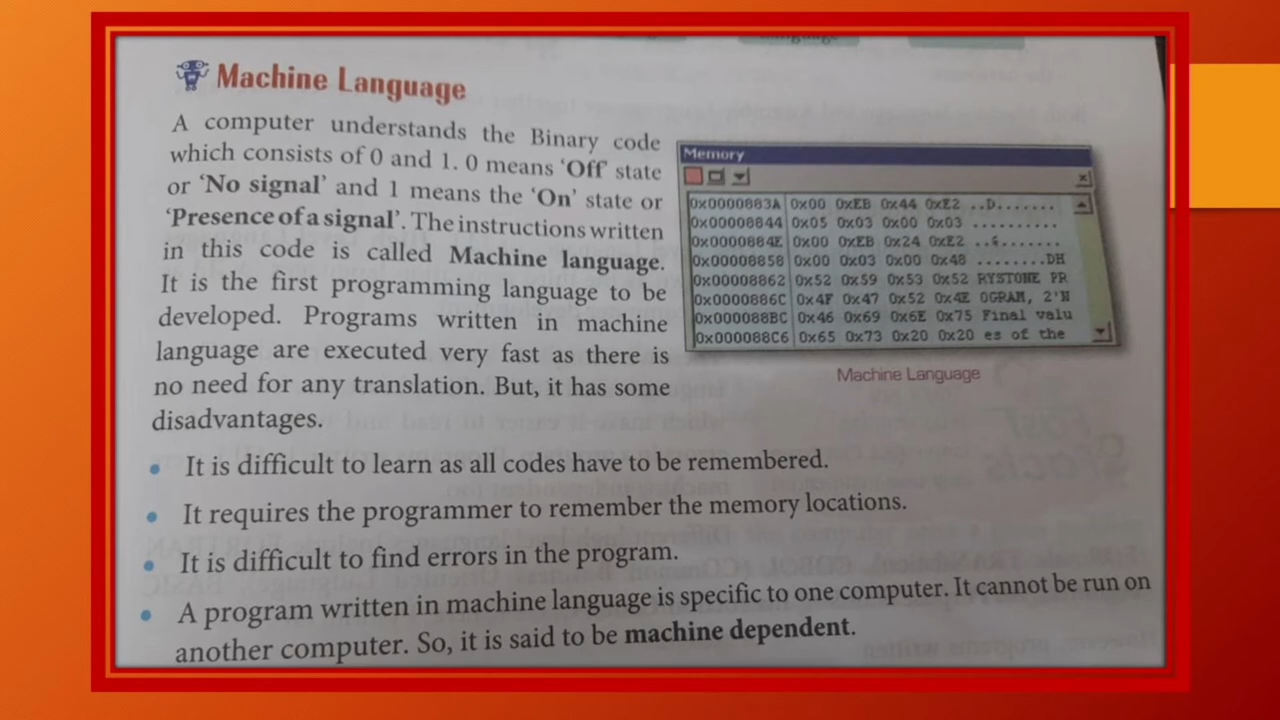 Machine Language
A computer understands the Binary code
which consists of 0 and 1. 0 means ‘Off’ state
or ‘No signal’ and 1 means the ‘On’ state or
‘Presence of a signal’. The instructions written
in this code is called Machine language.
It is the first programming language to be
developed. Programs written in machine
language are executed very fast as there is
no need for any translation. But, it has some
disadvantages.
Memory
0x0000883A 0x00 0xEB 0x44 0xE2 ..D.......
0x00008844 0x05 0x03 0x00 0x03 ..........
0x0000884E 0x00 0xEB 0x24 0xE2 ..$.......
0x00008858 0x00 0x03 0x00 0x48 ........DH
0x00008862 0x52 0x59 0x53 0x52 RYSTONE PR
0x0000886C 0x4F 0x47 0x52 0x4E OGRAM, 2'N
0x000088BC 0x46 0x69 0x6E 0x75 Final valu
0x000088C6 0x65 0x73 0x20 0x20 es of the
Machine Language
• It is difficult to learn as all codes have to be remembered.
• It requires the programmer to remember the memory locations.
• It is difficult to find errors in the program.
• A program written in machine language is specific to one computer. It cannot be run on
another computer. So, it is said to be machine dependent.